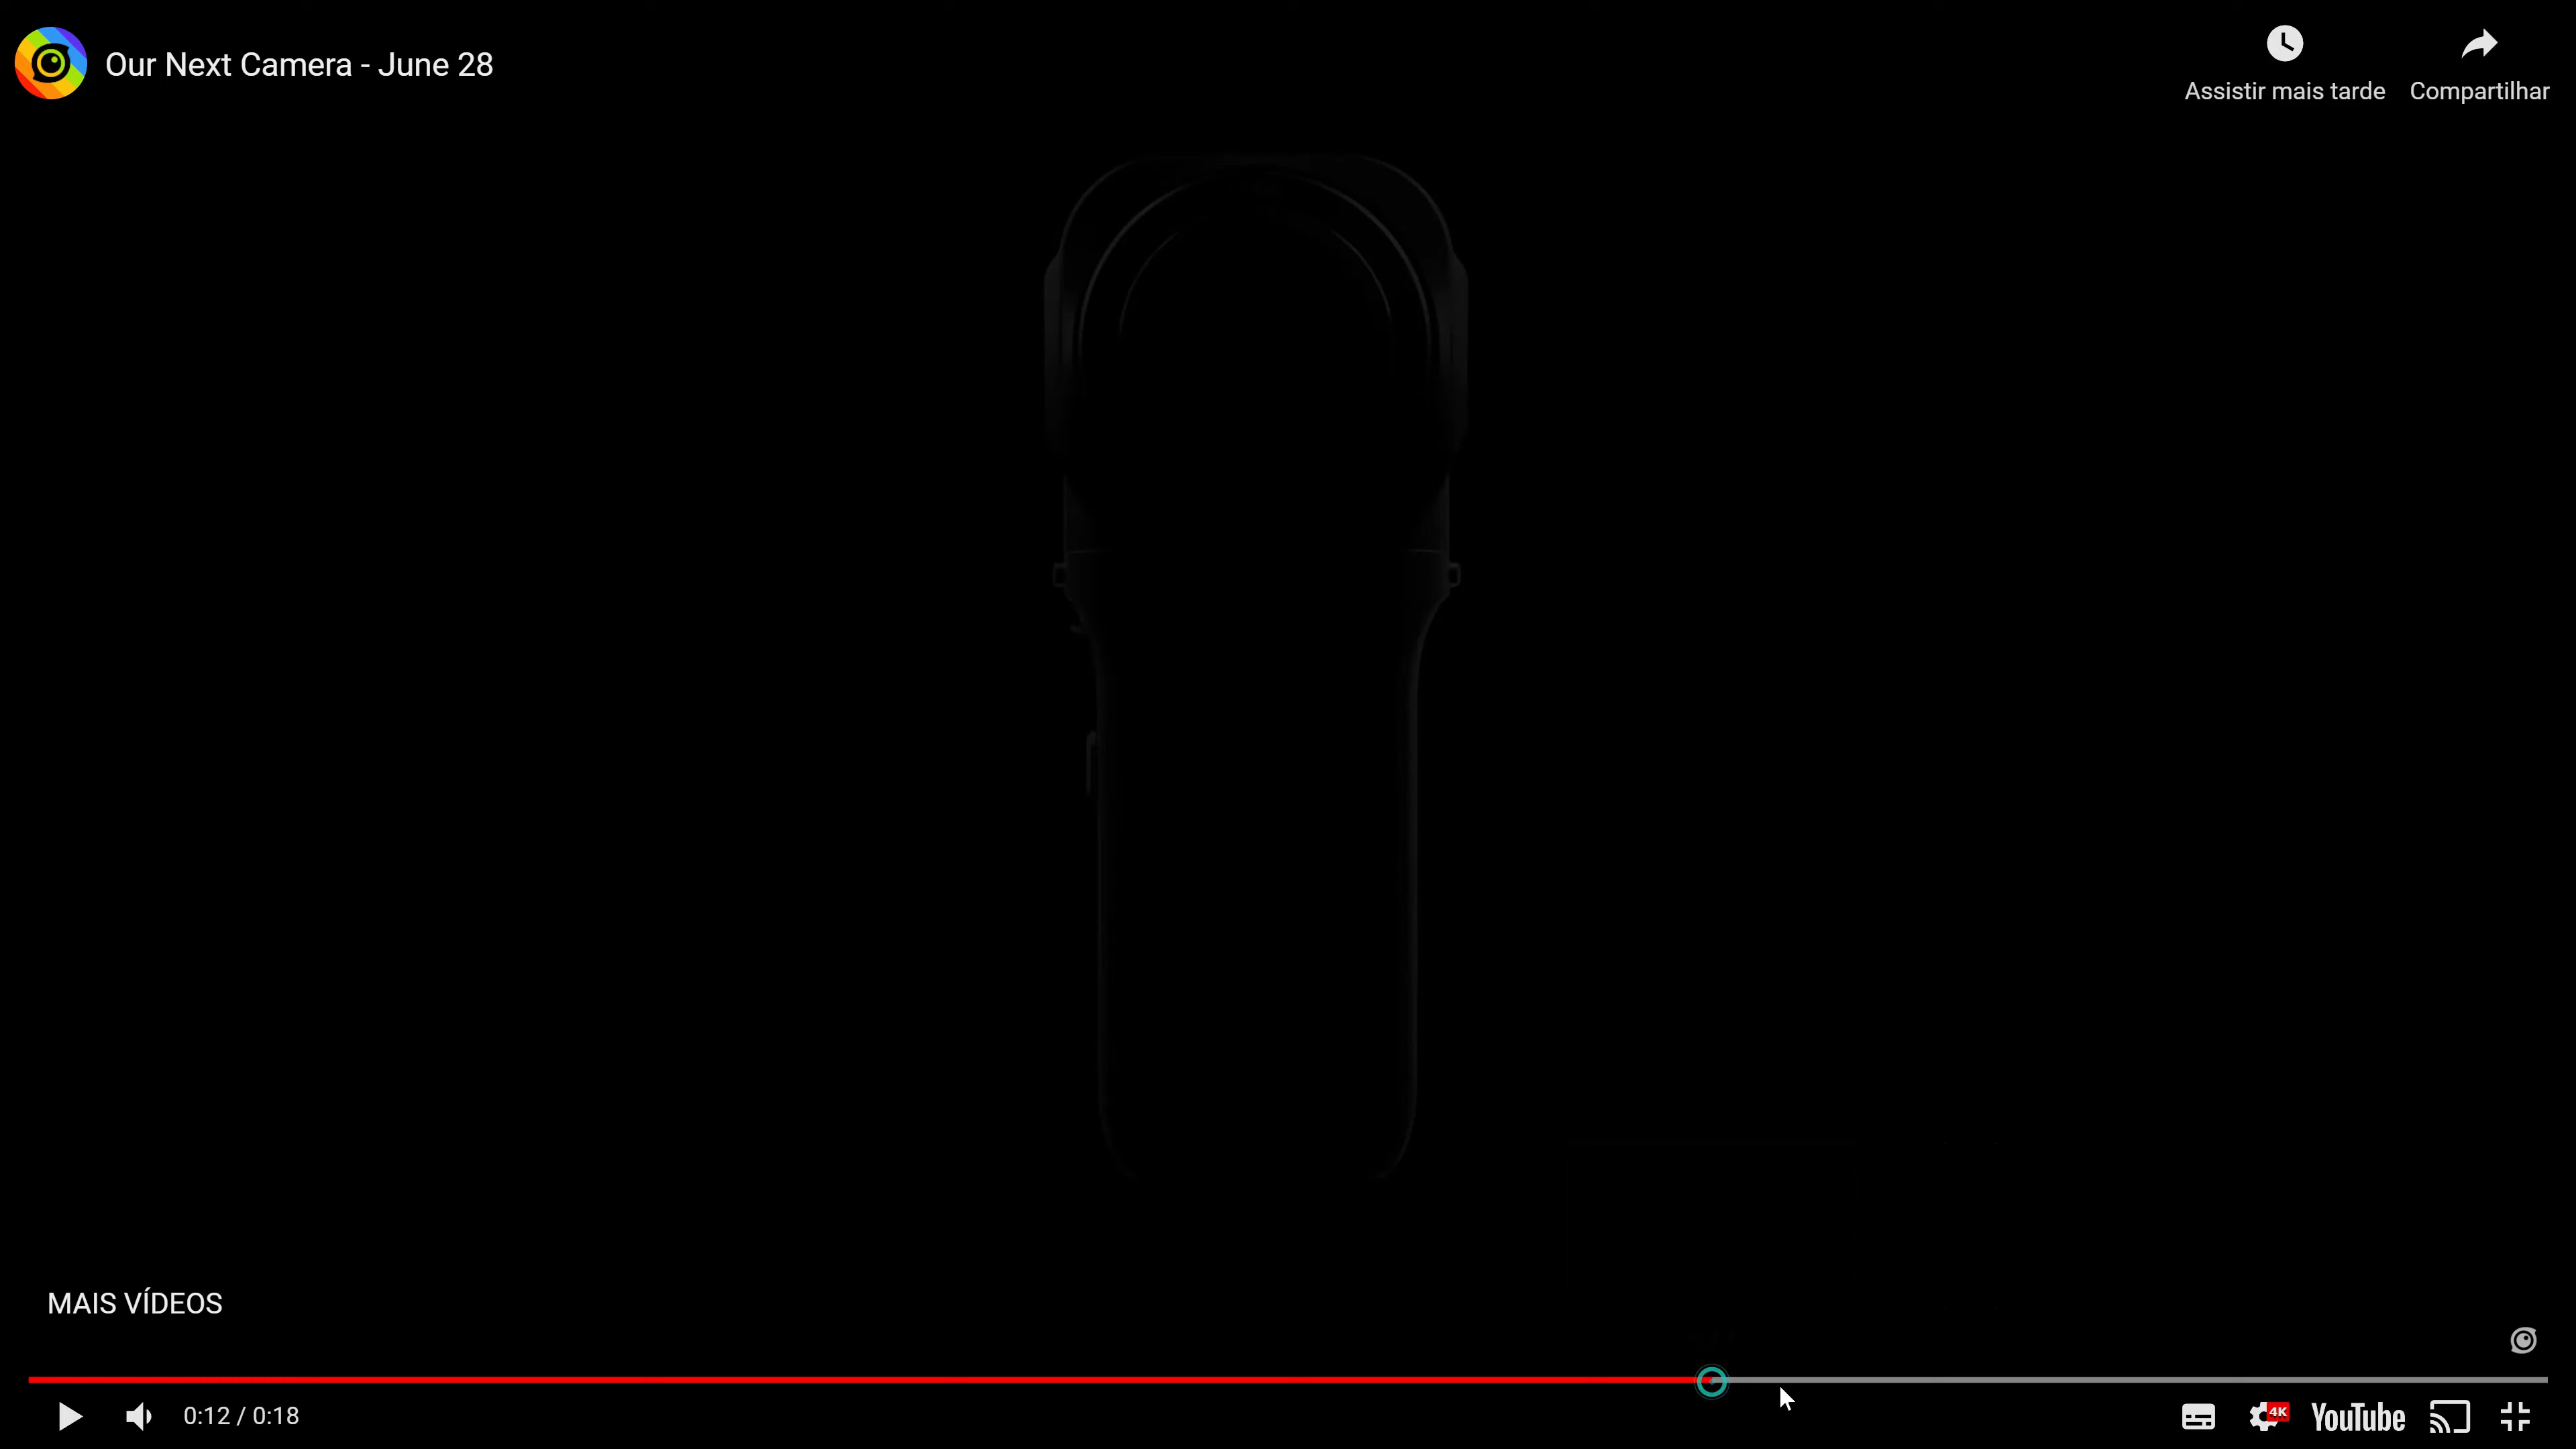 Our Next Camera - June 28
Assistir mais tarde
Compartilhar
MAIS VÍDEOS
0:12 / 0:18
4K
YouTube